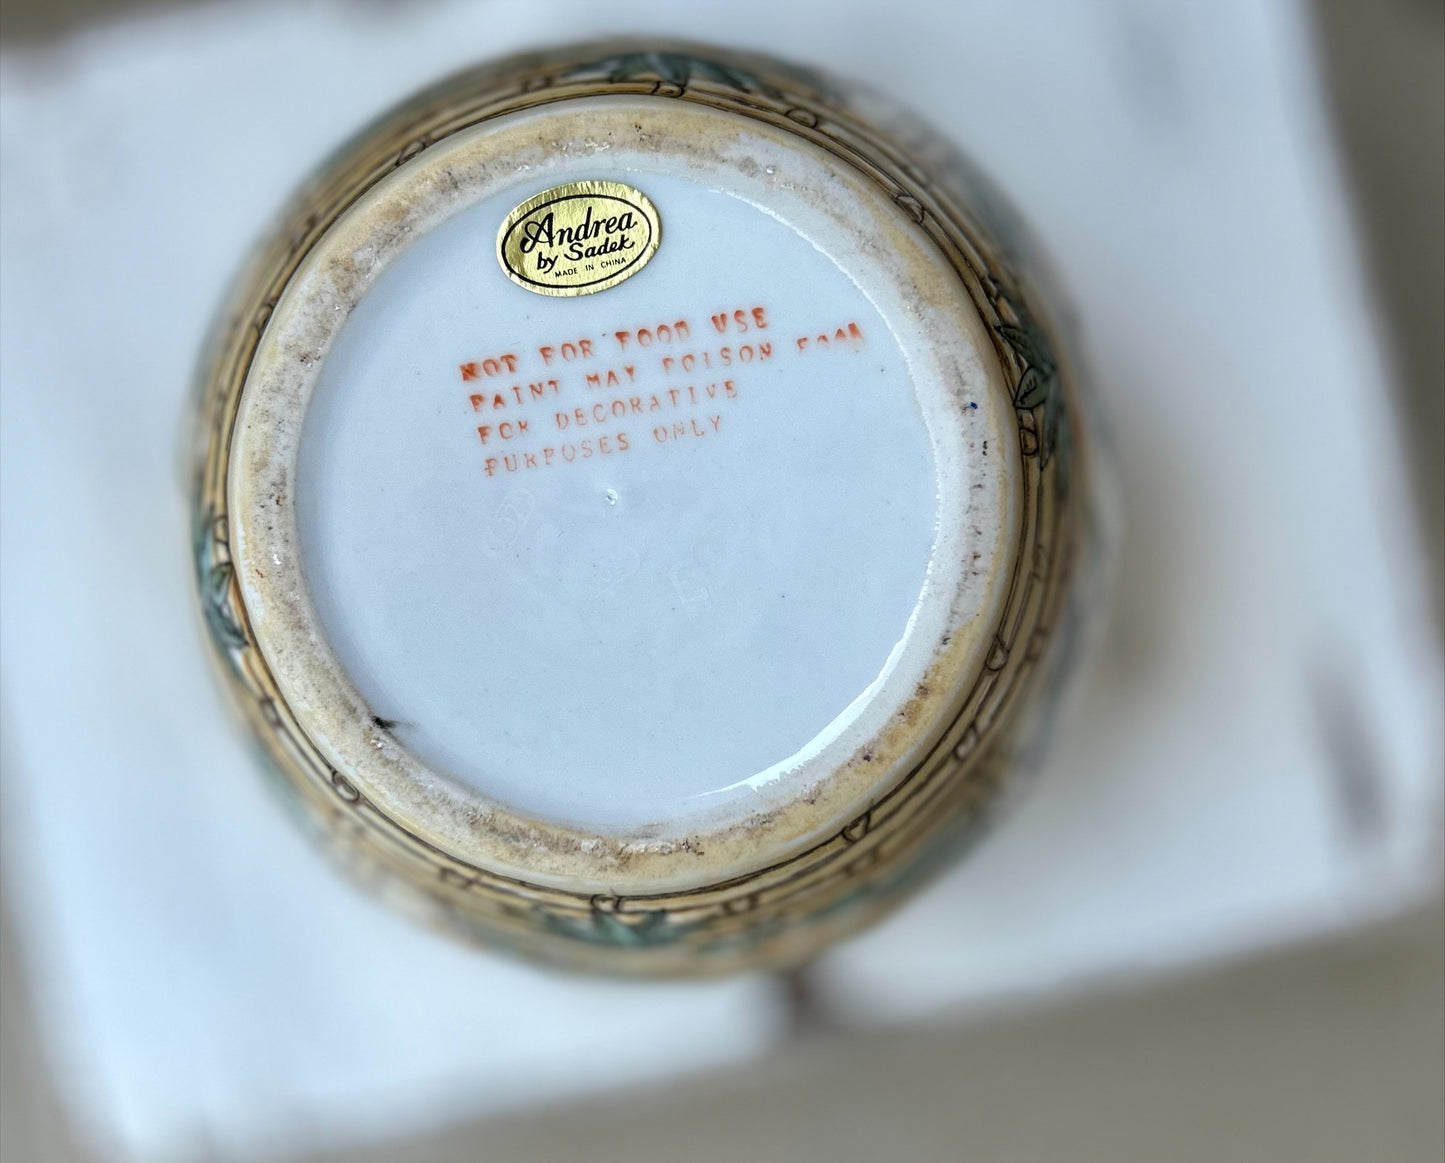 Andrea
by Sadek
MADE IN CHINA
NOT FOR FOOD USE
PAINT MAY POISON FOOD
FOR DECORATIVE
PURPOSES ONLY